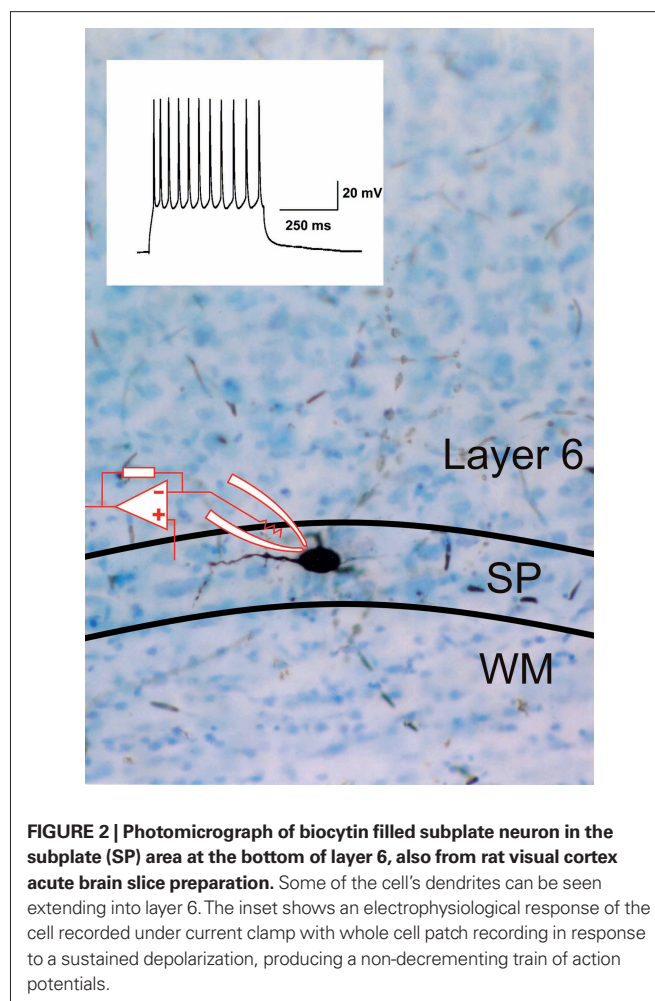 20 mV
250 ms
Layer 6
−
+
SP
WM
FIGURE 2 | Photomicrograph of biocytin filled subplate neuron in the
subplate (SP) area at the bottom of layer 6, also from rat visual cortex
acute brain slice preparation. Some of the cell’s dendrites can be seen
extending into layer 6. The inset shows an electrophysiological response of the
cell recorded under current clamp with whole cell patch recording in response
to a sustained depolarization, producing a non-decrementing train of action
potentials.